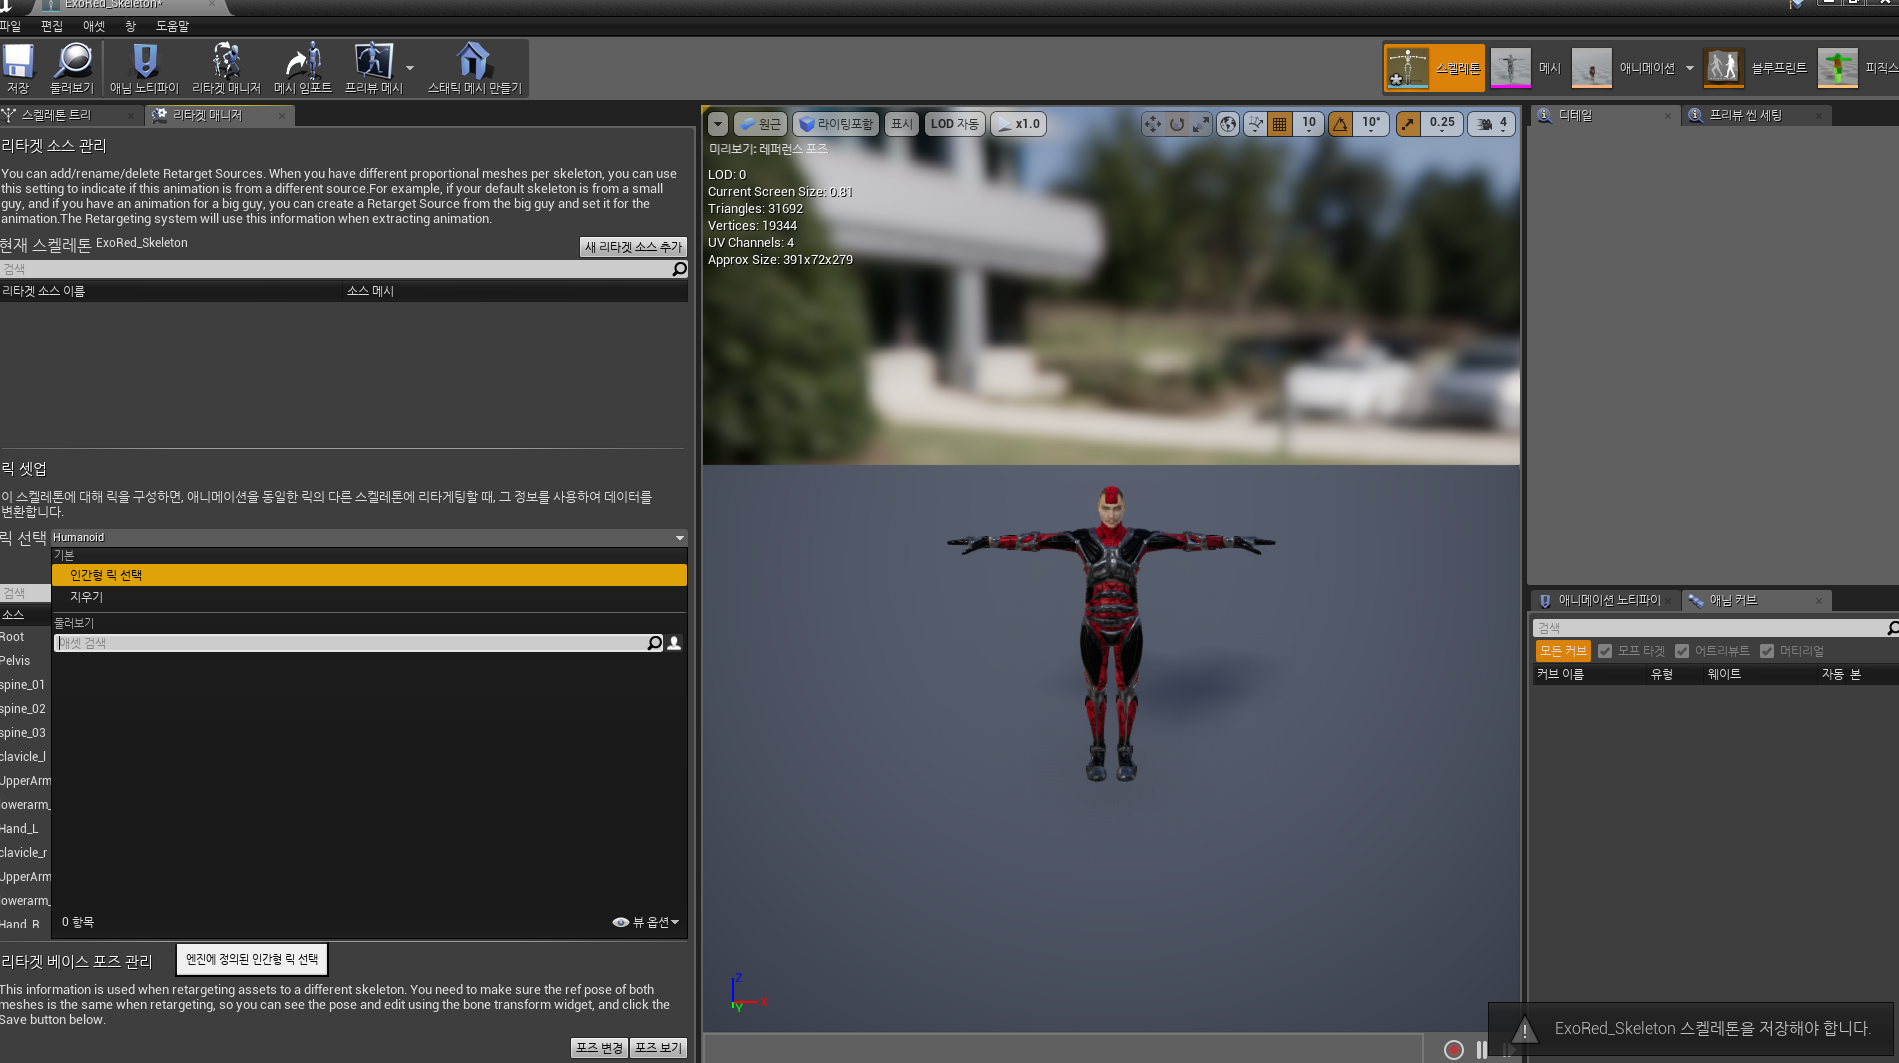 ExoRed_Skeleton*
파일 편집 애셋 창 도움말
저장 둘러보기 애님 노티파이 리타겟 매니저 메시 임포트 프리뷰 메시 스태틱 메시 만들기
스켈레톤 메시 애니메이션 블루프린트 피직스
스켈레톤 트리 리타겟 매니저
리타겟 소스 관리
You can add/rename/delete Retarget Sources. When you have different proportional meshes per skeleton, you can use
this setting to indicate if this animation is from a different source.For example, if your default skeleton is from a small
guy, and if you have an animation for a big guy, you can create a Retarget Source from the big guy and set it for the
animation.The Retargeting system will use this information when extracting animation.
현재 스켈레톤 ExoRed_Skeleton 새 리타겟 소스 추가
검색
리타겟 소스 이름 소스 메시
릭 셋업
이 스켈레톤에 대해 릭을 구성하면, 애니메이션을 동일한 릭의 다른 스켈레톤에 리타게팅할 때, 그 정보를 사용하여 데이터를
변환합니다.
릭 선택 Humanoid
기본
인간형 릭 선택
지우기
둘러보기
애셋 검색
검색
소스
Root
Pelvis
spine_01
spine_02
spine_03
clavicle_l
UpperArm
lowerarm_
Hand_L
clavicle_r
UpperArm
lowerarm_
Hand_R
0 항목 뷰 옵션
리타겟 베이스 포즈 관리
엔진에 정의된 인간형 릭 선택
This information is used when retargeting assets to a different skeleton. You need to make sure the ref pose of both
meshes is the same when retargeting, so you can see the pose and edit using the bone transform widget, and click the
Save button below.
포즈 변경 포즈 보기
원근 라이팅포함 표시 LOD 자동 x1.0 10 10° 0.25 4
미리보기: 레퍼런스 포즈
LOD: 0
Current Screen Size: 0.81
Triangles: 31692
Vertices: 19344
UV Channels: 4
Approx Size: 391x72x279
Z
X
Y
디테일 프리뷰 씬 세팅
애니메이션 노티파이 애님 커브
검색
모든 커브 모프 타겟 어트리뷰트 머티리얼
커브 이름 유형 웨이트 자동 본
ExoRed_Skeleton 스켈레톤을 저장해야 합니다.